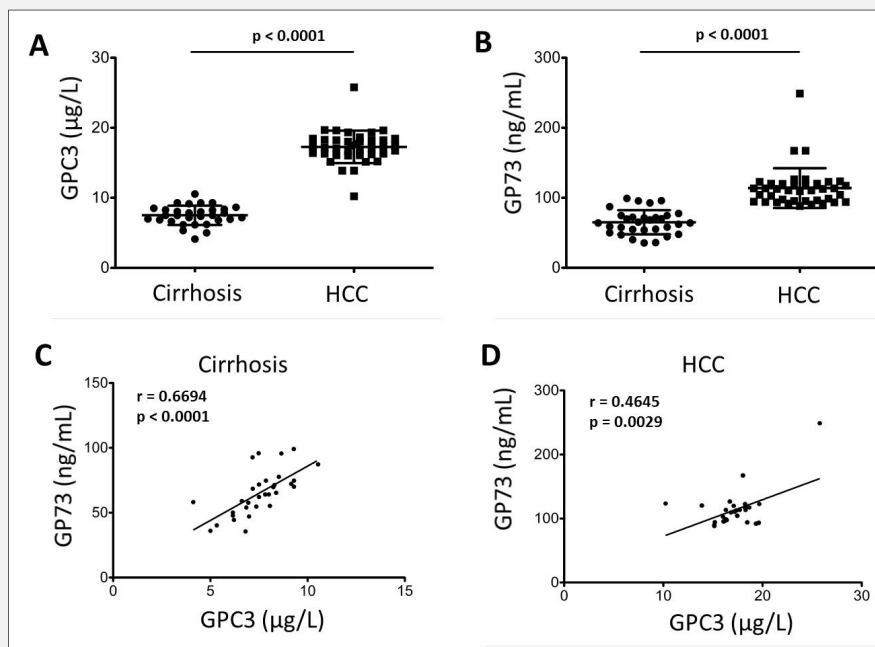 A
p < 0.0001
30
20
10
0
GPC3 (µg/L)
Cirrhosis
HCC
B
p < 0.0001
300
200
100
0
GP73 (ng/mL)
Cirrhosis
HCC
C
Cirrhosis
150
100
50
0
r = 0.6694
p < 0.0001
GP73 (ng/mL)
0
5
10
15
GPC3 (µg/L)
D
HCC
300
200
100
0
r = 0.4645
p = 0.0029
GP73 (ng/mL)
0
10
20
30
GPC3 (µg/L)